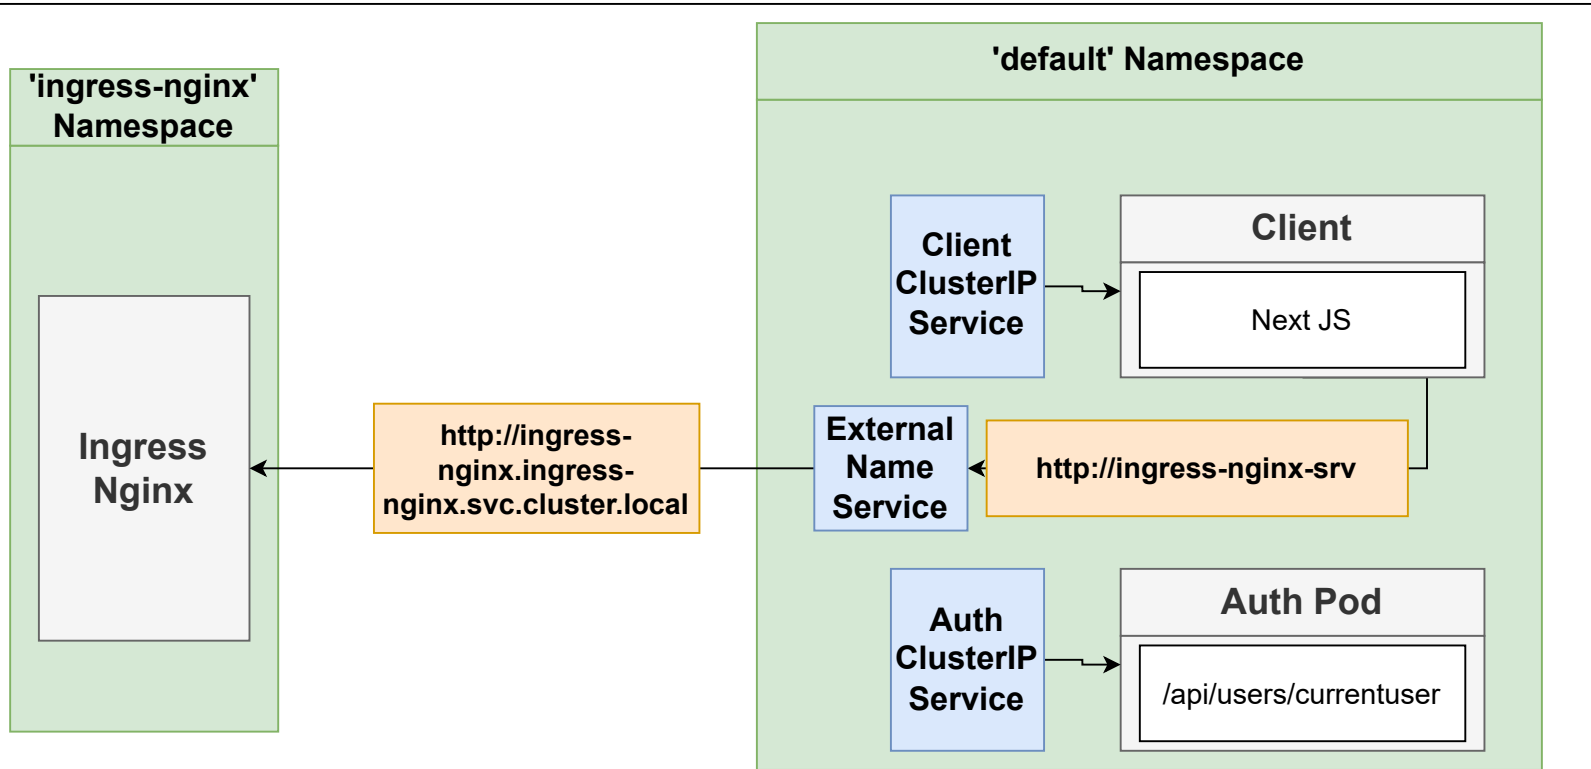 'ingress-nginx'
Namespace
Ingress
Nginx
http://ingress-
nginx.ingress-
nginx.svc.cluster.local
'default' Namespace
Client
ClusterIP
Service
Client
Next JS
External
Name
Service
http://ingress-nginx-srv
Auth
ClusterIP
Service
Auth Pod
/api/users/currentuser